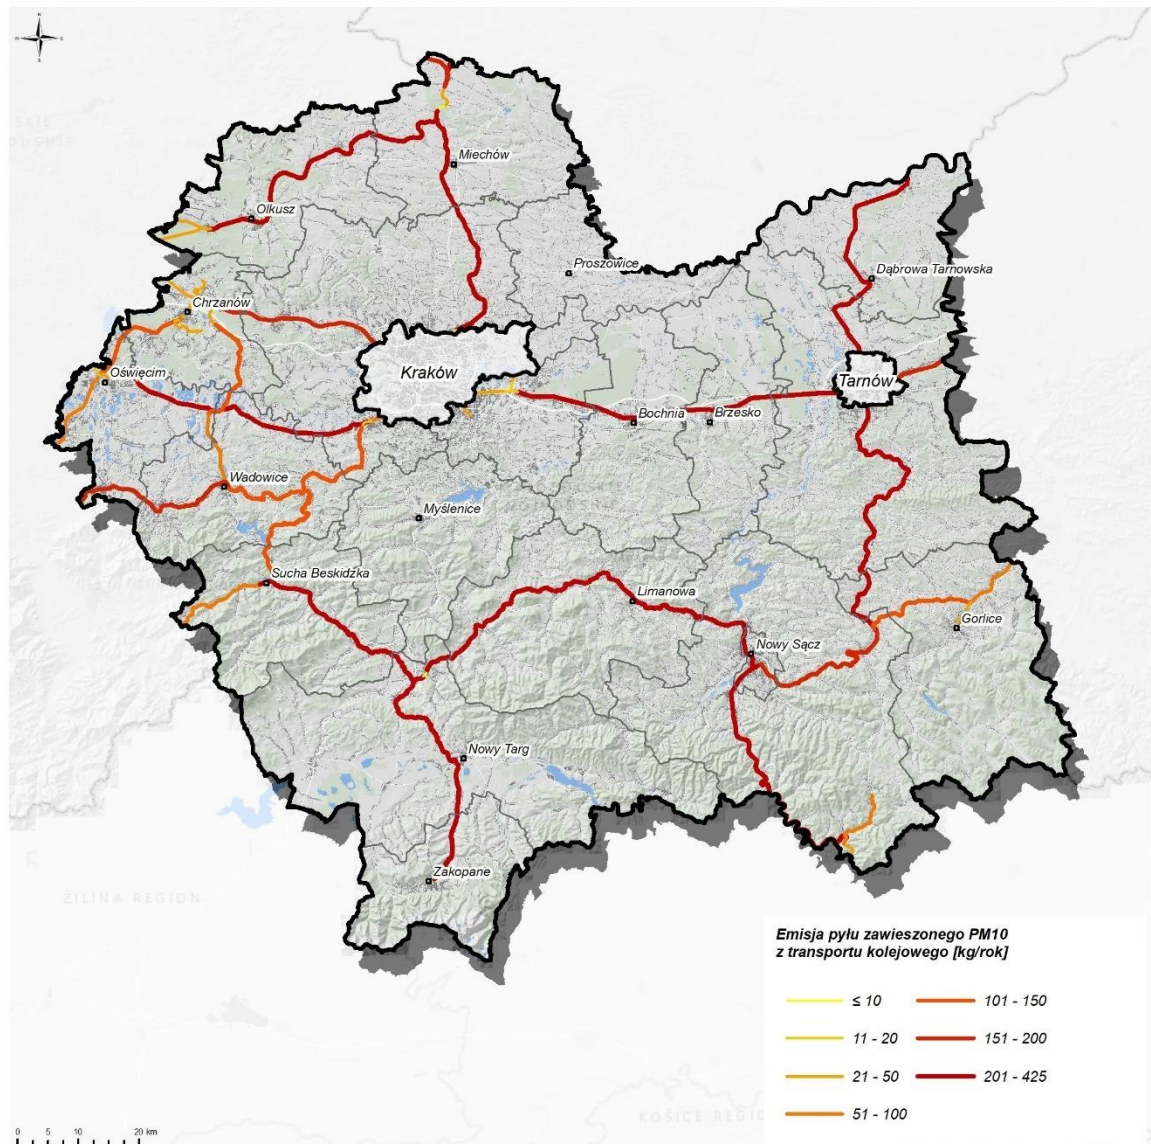 N
W E
S
SKIE
Miechów
Olkusz
Proszowice
Dąbrowa Tarnowska
Chrzanów
Kraków
Tarnów
Oświęcim
Bochnia
Brzesko
Wadowice
Myślenice
Sucha Beskidzka
Limanowa
Gorlice
Nowy Sącz
Nowy Targ
Zakopane
ŽILINA REGION
Emisja pyłu zawieszonego PM10
z transportu kolejowego [kg/rok]
≤ 10 101 - 150
11 - 20 151 - 200
21 - 50 201 - 425
51 - 100
KOŠICE REGIO
0 5 10 20 km